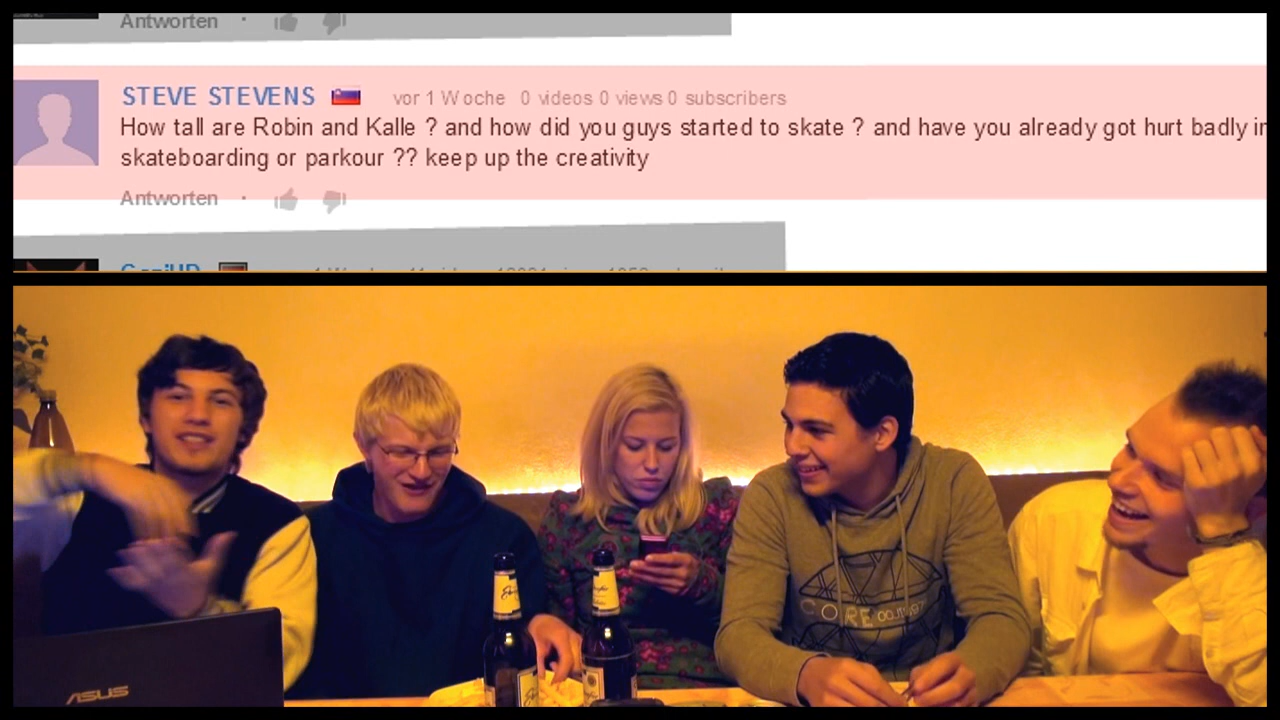 Antworten ·
STEVE STEVENS vor 1 Woche 0 videos 0 views 0 subscribers
How tall are Robin and Kalle ? and how did you guys started to skate ? and have you already got hurt badly in
skateboarding or parkour ?? keep up the creativity
Antworten ·
CORE
ASUS